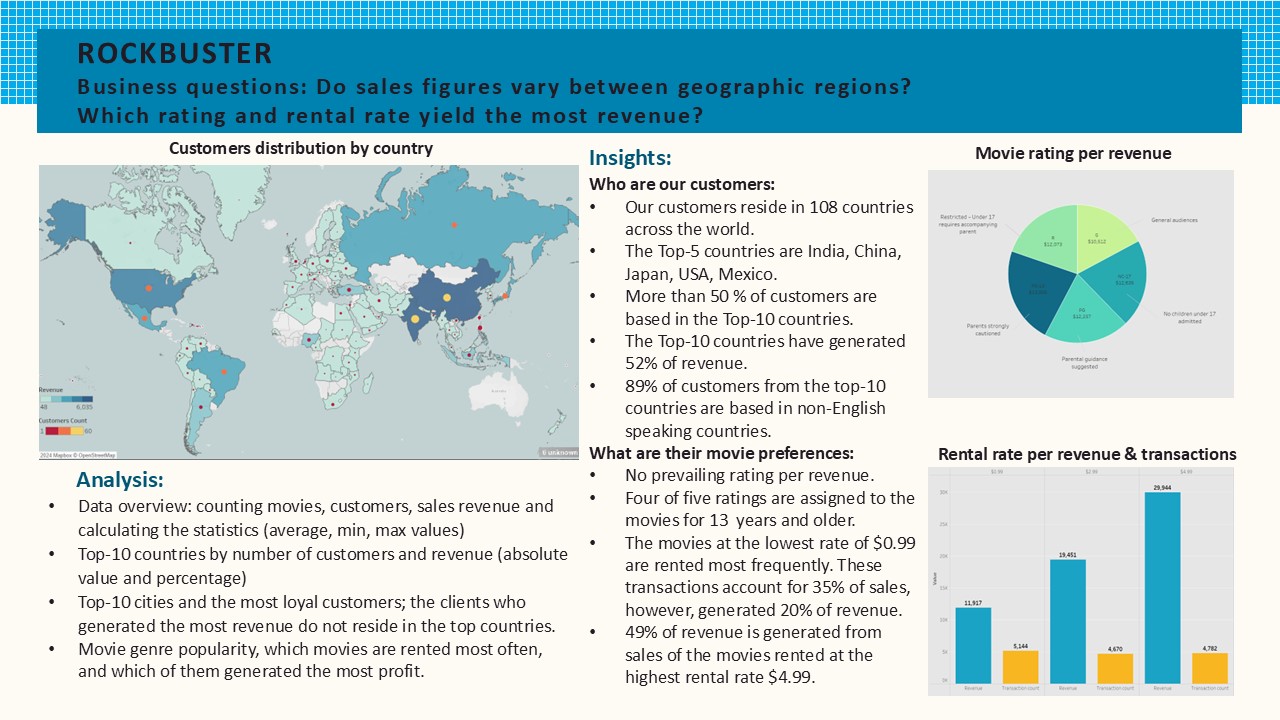 ROCKBUSTER
Business questions: Do sales figures vary between geographic regions?
Which rating and rental rate yield the most revenue?
Customers distribution by country
Revenue
48 6,035
Customers Count
1 60
2024 Mapbox © OpenStreetMap
6 unknown
Analysis:
• Data overview: counting movies, customers, sales revenue and
calculating the statistics (average, min, max values)
• Top-10 countries by number of customers and revenue (absolute
value and percentage)
• Top-10 cities and the most loyal customers; the clients who
generated the most revenue do not reside in the top countries.
• Movie genre popularity, which movies are rented most often,
and which of them generated the most profit.
Insights:
Who are our customers:
• Our customers reside in 108 countries
across the world.
• The Top-5 countries are India, China,
Japan, USA, Mexico.
• More than 50 % of customers are
based in the Top-10 countries.
• The Top-10 countries have generated
52% of revenue.
• 89% of customers from the top-10
countries are based in non-English
speaking countries.
What are their movie preferences:
• No prevailing rating per revenue.
• Four of five ratings are assigned to the
movies for 13 years and older.
• The movies at the lowest rate of $0.99
are rented most frequently. These
transactions account for 35% of sales,
however, generated 20% of revenue.
• 49% of revenue is generated from
sales of the movies rented at the
highest rental rate $4.99.
Movie rating per revenue
Restricted - Under 17
requires accompanying
parent
General audiences
No children under 17
admitted
Parental guidance
suggested
Parents strongly
cautioned
R
G
PG
Rental rate per revenue & transactions
$0.99 $2.99 $4.99
Value
30K
20K
15K
10K
5K
0K
11,917
5,144
19,451
4,670
29,944
4,782
Revenue Transaction count Revenue Transaction count Revenue Transaction count